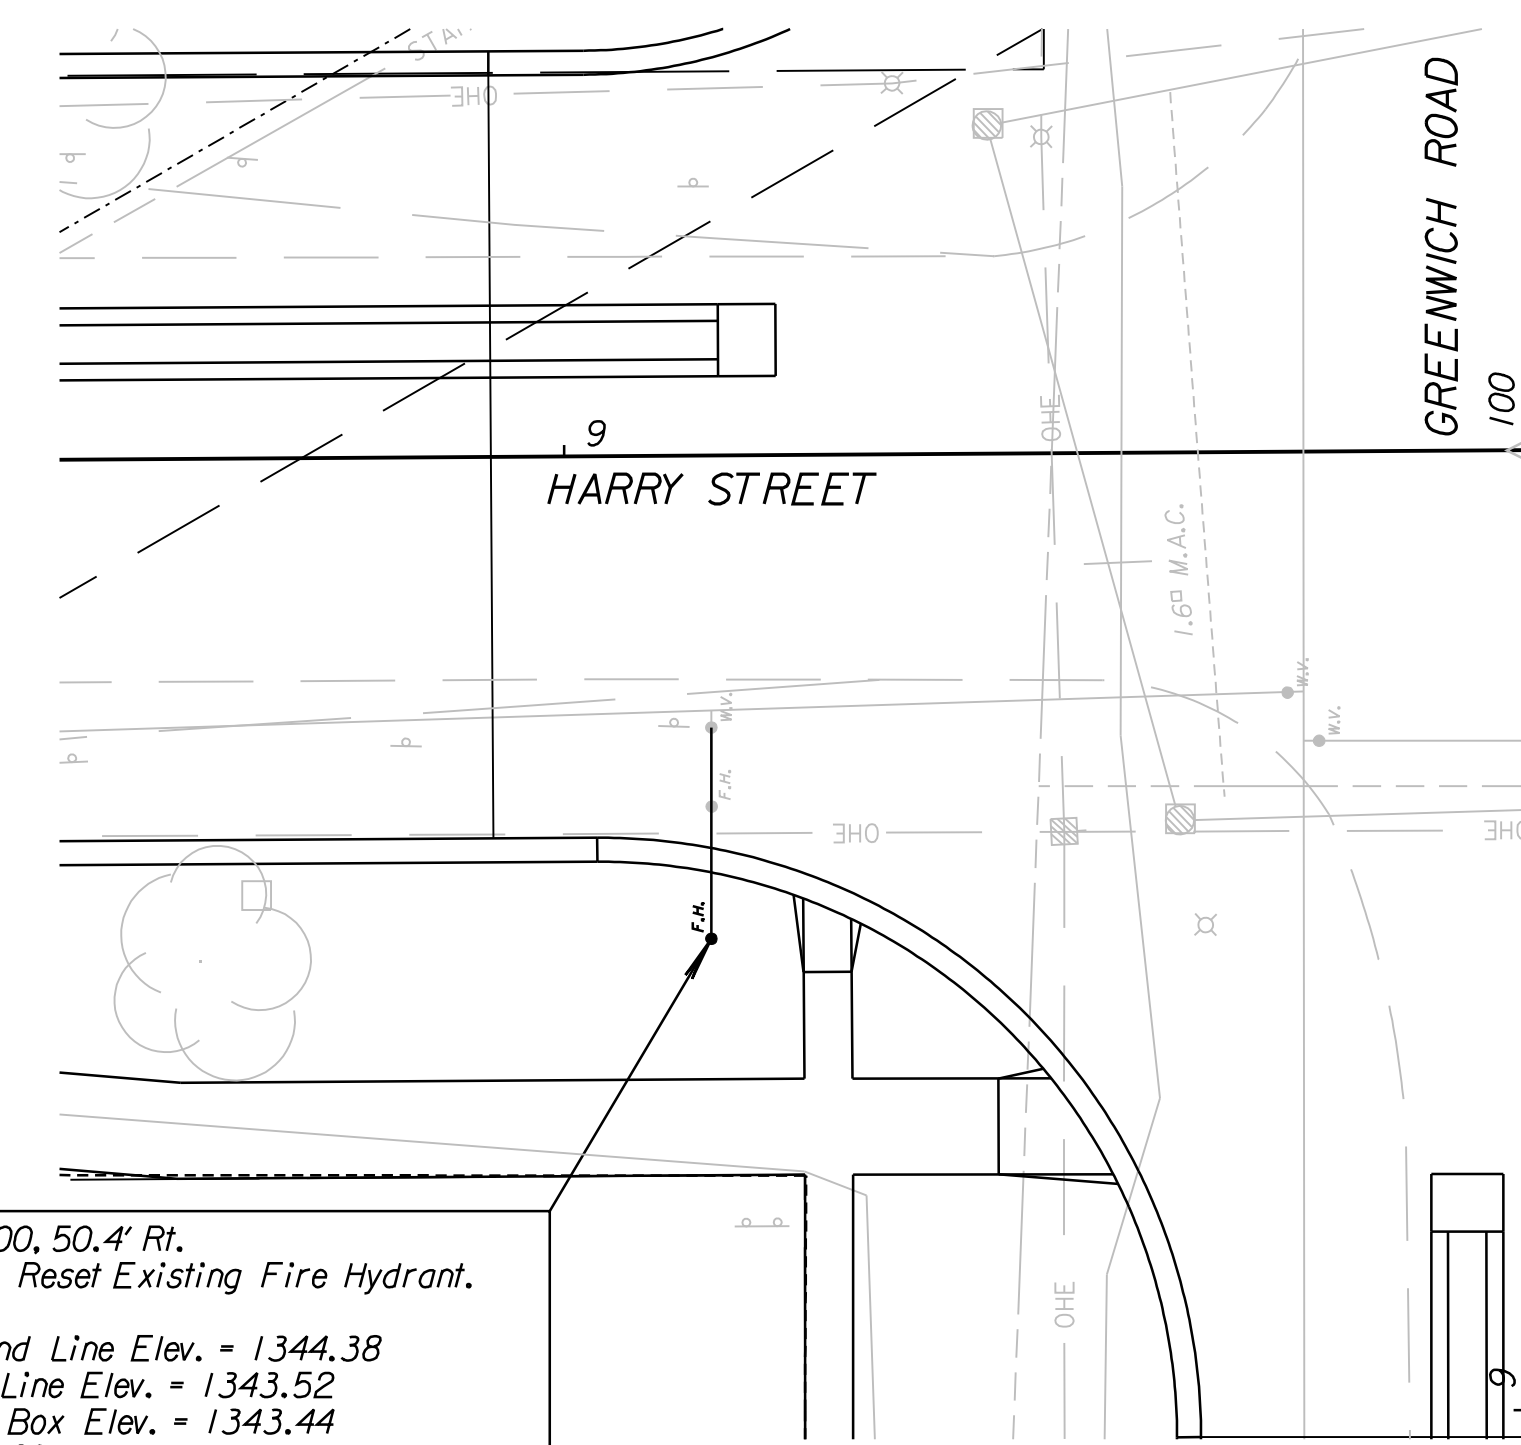 OHE
GREENWICH ROAD
100
OHE
9
HARRY STREET
1.6 M.A.C.
W.V.
W.V.
W.V.
F.H.
OHE
F.H.
00, 50.4' Rt.
Reset Existing Fire Hydrant.
OHE
nd Line Elev. = 1344.38
Line Elev. = 1343.52
9
Box Elev. = 1343.44